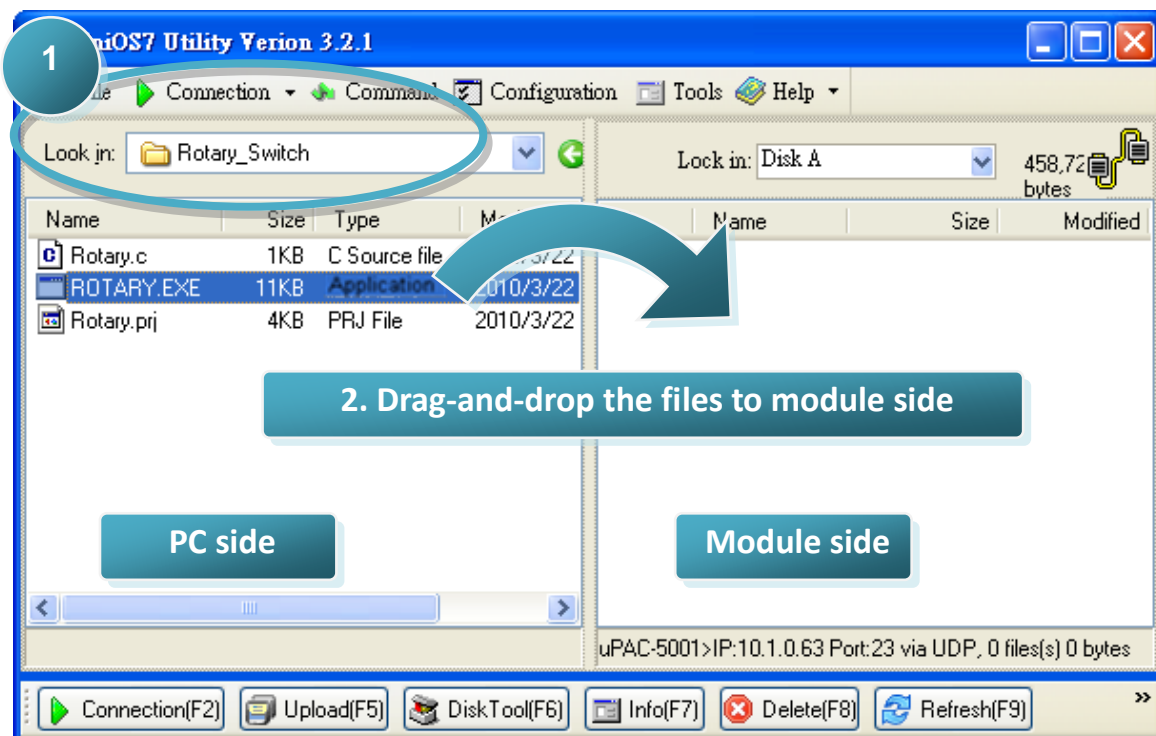 1
niOS7 Utility Verion 3.2.1
Connection Command Configuration Tools Help
Look in: Rotary_Switch
Lock in: Disk A
458,72
bytes
Name Size Type
Name Size Modified
Rotary.c 1KB C Source file
ROTARY.EXE 11KB Application 2010/3/22
Rotary.prj 4KB PRJ File 2010/3/22
2. Drag-and-drop the files to module side
PC side
Module side
uPAC-5001>IP:10.1.0.63 Port:23 via UDP, 0 files(s) 0 bytes
Connection(F2) Upload(F5) DiskTool(F6) Info(F7) Delete(F8) Refresh(F9) »